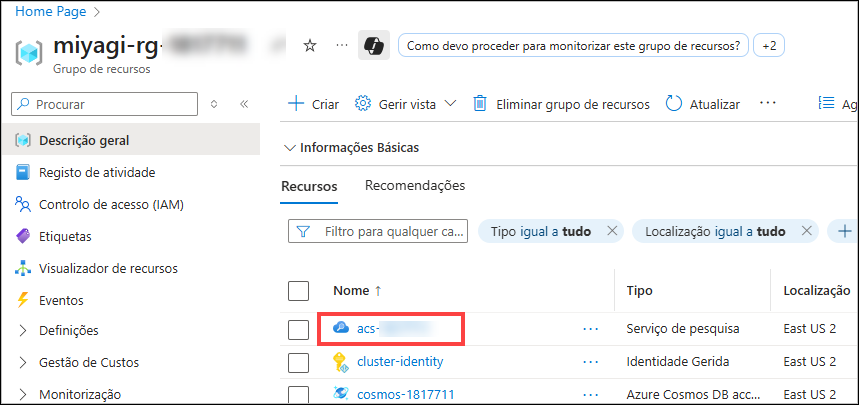 Home Page >
miyagi-rg-
Como devo proceder para monitorizar este grupo de recursos?
+2
Grupo de recursos
Procurar
Criar
Gerir vista
Eliminar grupo de recursos
Atualizar
Ag
Descrição geral
Registo de atividade
Controlo de acesso (IAM)
Etiquetas
Visualizador de recursos
Eventos
Definições
Gestão de Custos
Monitorização
Informações Básicas
Recursos
Recomendações
Filtro para qualquer ca...
Tipo igual a tudo
Localização igual a tudo
Nome ↑
Tipo
Localização
acs-
Serviço de pesquisa
East US 2
cluster-identity
Identidade Gerida
East US 2
cosmos-1817711
Azure Cosmos DB acc...
East US 2